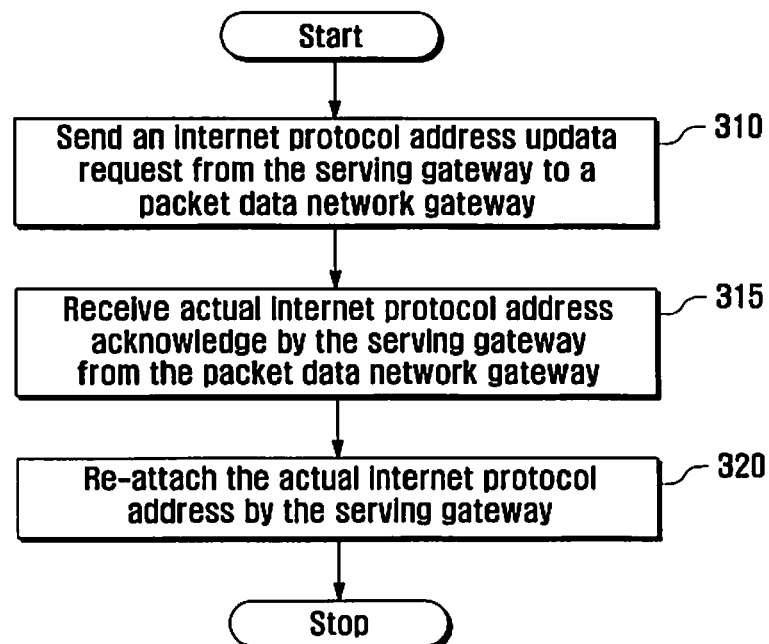 Start
Send an internet protocol address updata
request from the serving gateway to a
packet data network gateway
310
Receive actual internet protocol address
acknowledge by the serving gateway
from the packet data network gateway
315
Re-attach the actual internet protocol
address by the serving gateway
320
Stop